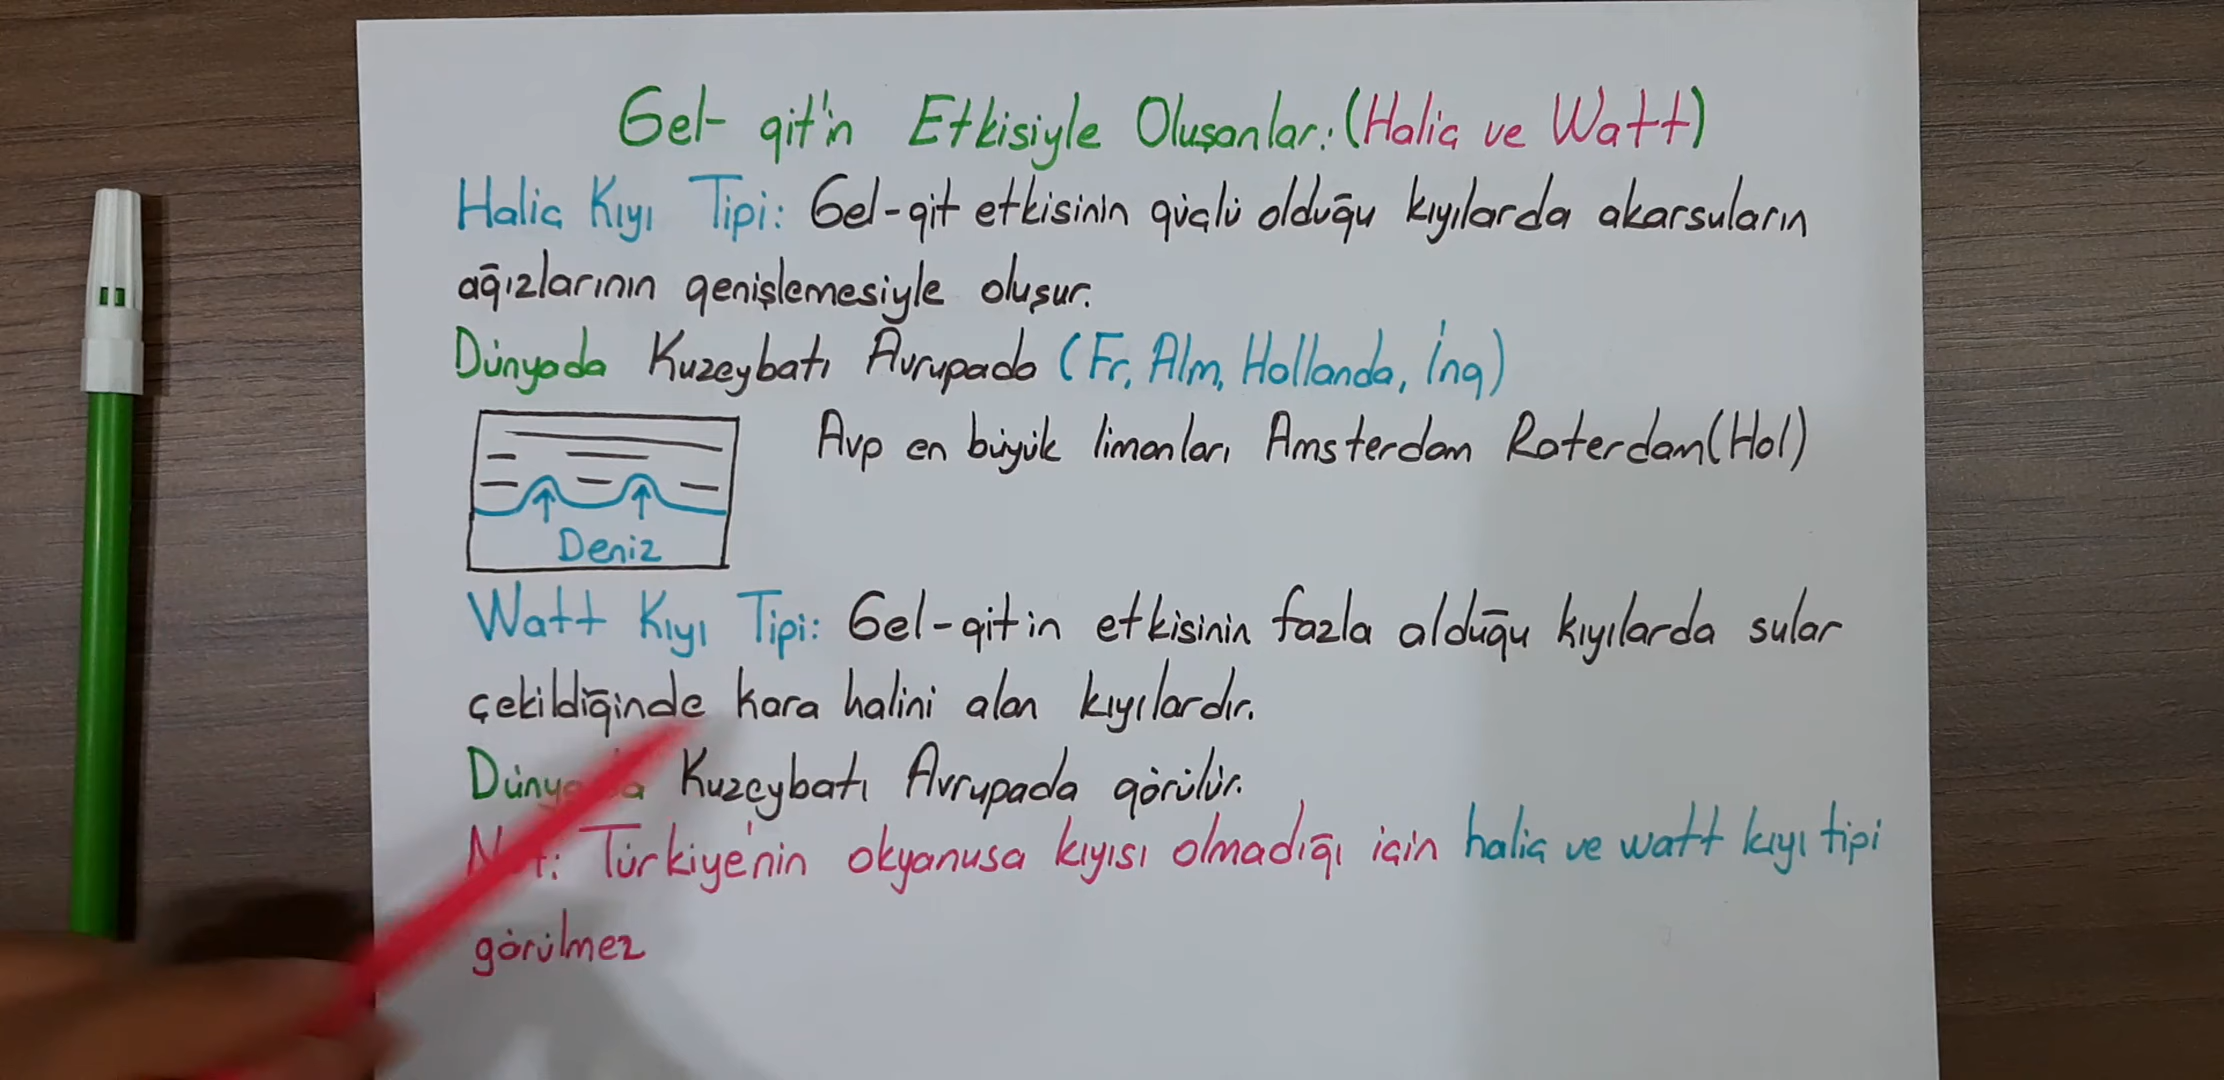 Gel-git'in Etkisiyle Oluşanlar: (Haliç ve Watt)
Haliç Kıyı Tipi: Gel-git etkisinin güçlü olduğu kıyılarda akarsuların
ağızlarının genişlemesiyle oluşur.
Dünyada Kuzeybatı Avrupada (Fr, Alm, Hollanda, İng)
Avp en büyük limanları Amsterdam Roterdam(Hol)
Deniz
Watt Kıyı Tipi: Gel-gitin etkisinin fazla olduğu kıyılarda sular
çekildiğinde kara halini alan kıyılardır.
Kuzeybatı Avrupada görülür.
Türkiye'nin okyanusa kıyısı olmadığı için haliç ve watt kıyı tipi
görülmez